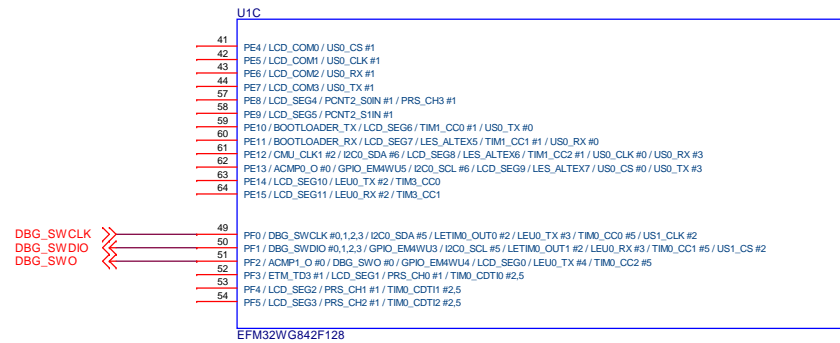 U1C
41 PE4 / LCD_COM0 / US0_CS #1
42 PE5 / LCD_COM1 / US0_CLK #1
43 PE6 / LCD_COM2 / US0_RX #1
44 PE7 / LCD_COM3 / US0_TX #1
57 PE8 / LCD_SEG4 / PCNT2_S0IN #1 / PRS_CH3 #1
58 PE9 / LCD_SEG5 / PCNT2_S1IN #1
59 PE10 / BOOTLOADER_TX / LCD_SEG6 / TIM1_CC0 #1 / US0_TX #0
60 PE11 / BOOTLOADER_RX / LCD_SEG7 / LES_ALTEX5 / TIM1_CC1 #1 / US0_RX #0
61 PE12 / CMU_CLK1 #2 / I2C0_SDA #6 / LCD_SEG8 / LES_ALTEX6 / TIM1_CC2 #1 / US0_CLK #0 / US0_RX #3
62 PE13 / ACMP0_O #0 / GPIO_EM4WU5 / I2C0_SCL #6 / LCD_SEG9 / LES_ALTEX7 / US0_CS #0 / US0_TX #3
63 PE14 / LCD_SEG10 / LEU0_TX #2 / TIM3_CC0
64 PE15 / LCD_SEG11 / LEU0_RX #2 / TIM3_CC1
DBG_SWCLK 49 PF0 / DBG_SWCLK #0,1,2,3 / I2C0_SDA #5 / LETIM0_OUT0 #2 / LEU0_TX #3 / TIM0_CC0 #5 / US1_CLK #2
DBG_SWDIO 50 PF1 / DBG_SWDIO #0,1,2,3 / GPIO_EM4WU3 / I2C0_SCL #5 / LETIM0_OUT1 #2 / LEU0_RX #3 / TIM0_CC1 #5 / US1_CS #2
DBG_SWO 51 PF2 / ACMP1_O #0 / DBG_SWO #0 / GPIO_EM4WU4 / LCD_SEG0 / LEU0_TX #4 / TIM0_CC2 #5
52 PF3 / ETM_TD3 #1 / LCD_SEG1 / PRS_CH0 #1 / TIM0_CDTI0 #2,5
53 PF4 / LCD_SEG2 / PRS_CH1 #1 / TIM0_CDTI1 #2,5
54 PF5 / LCD_SEG3 / PRS_CH2 #1 / TIM0_CDTI2 #2,5
EFM32WG842F128